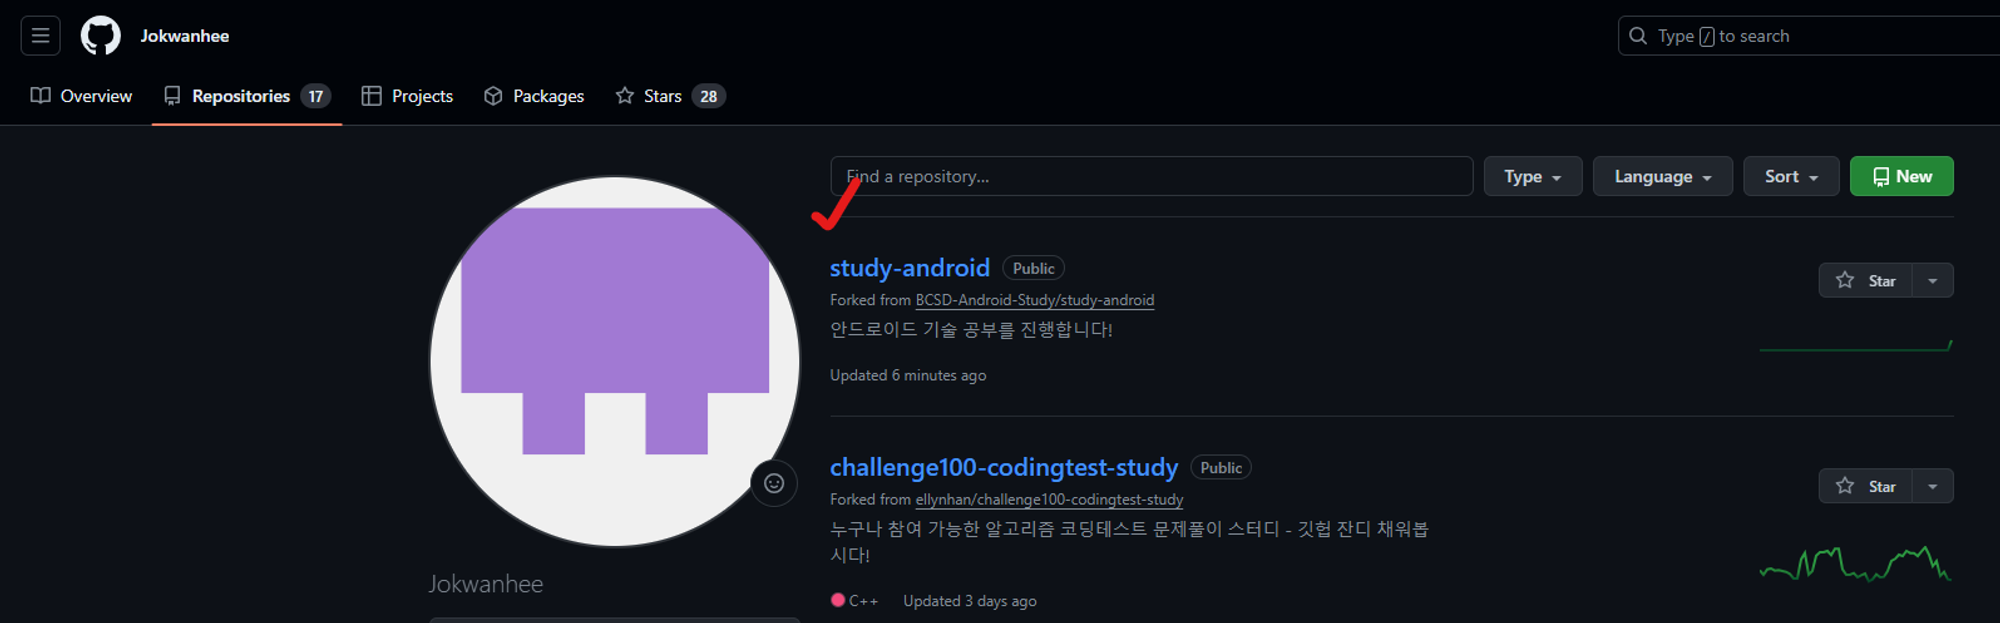 Jokwanhee
Type / to search
Overview Repositories 17 Projects Packages Stars 28
Find a repository...
Type Language Sort New
study-android Public
Forked from BCSD-Android-Study/study-android
안드로이드 기술 공부를 진행합니다!
Updated 6 minutes ago
Star
challenge100-codingtest-study Public
Forked from ellynhan/challenge100-codingtest-study
누구나 참여 가능한 알고리즘 코딩테스트 문제풀이 스터디 - 깃헙 잔디 채워봅
시다!
C++ Updated 3 days ago
Star
Jokwanhee